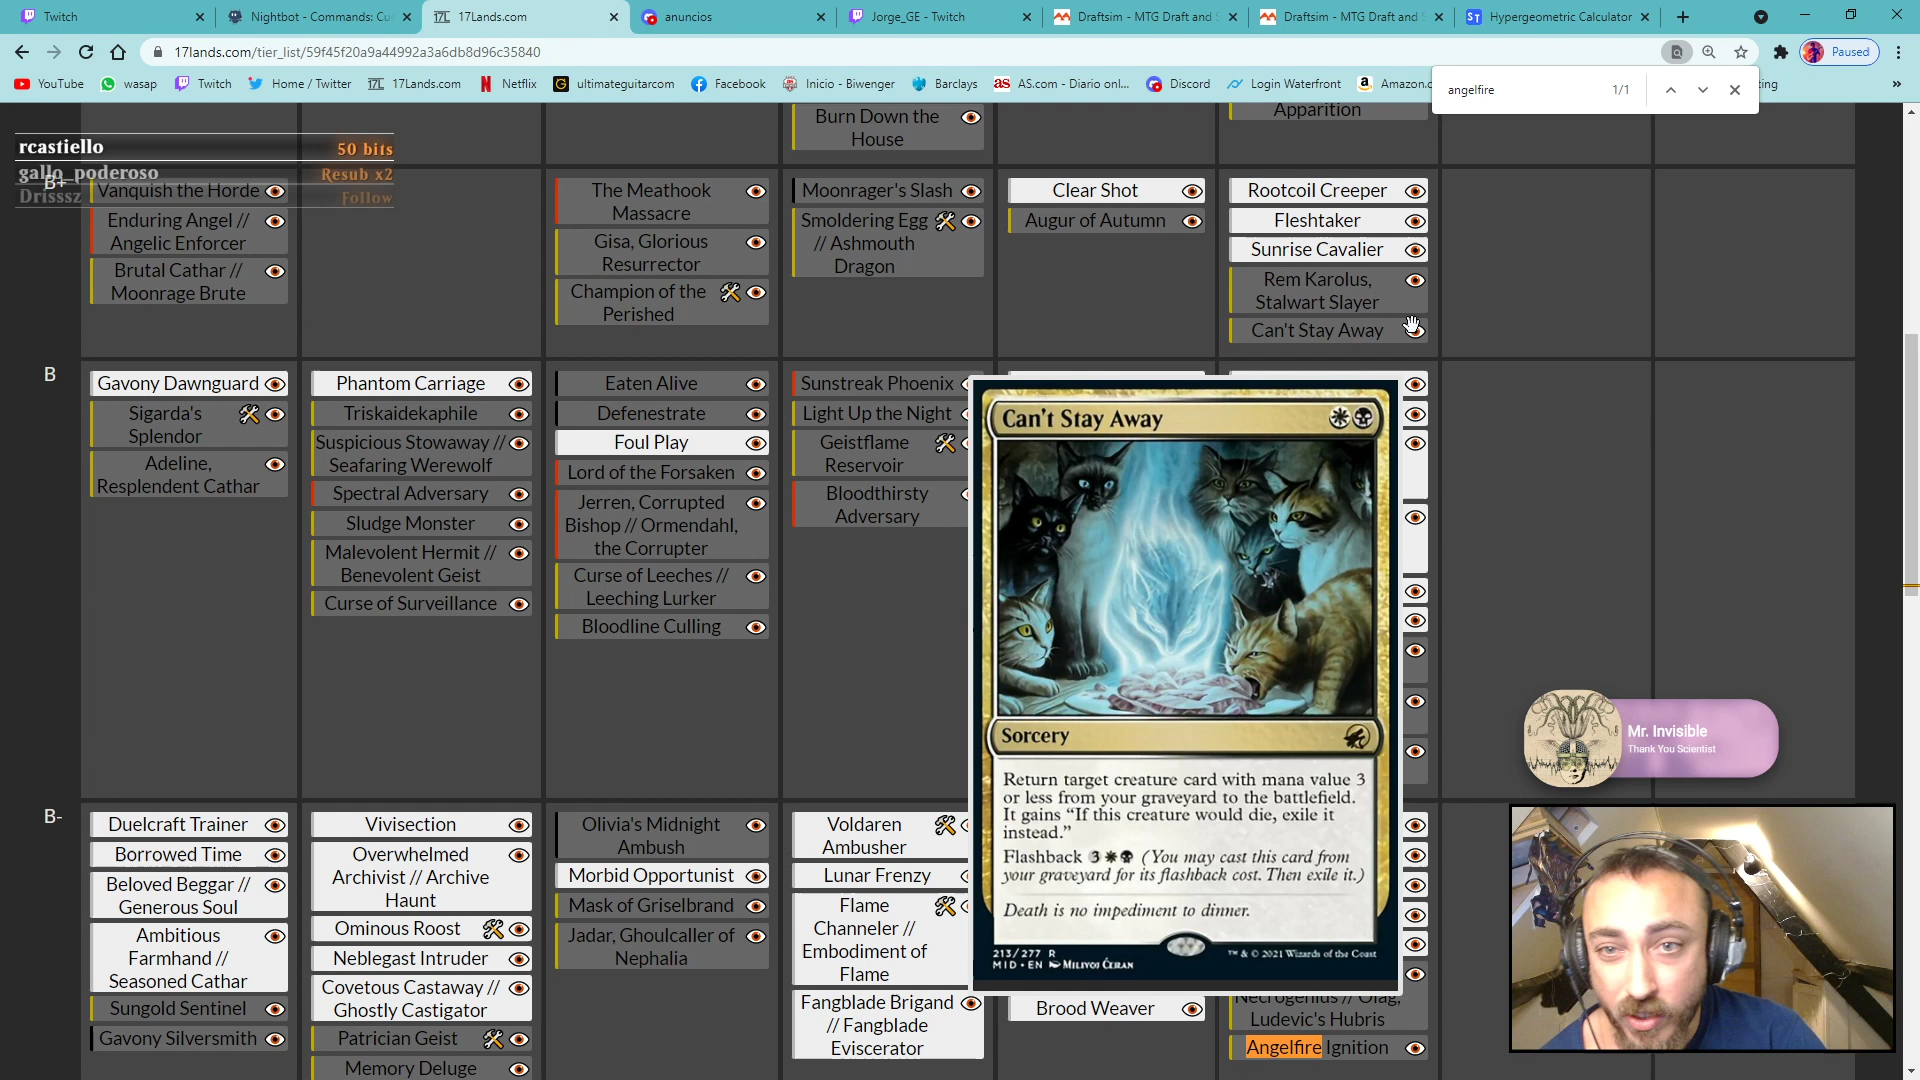 Twitch
Nightbot - Commands: Cu
17Lands.com
anuncios
Jorge_GE - Twitch
Draftsim - MTG Draft and S
Draftsim - MTG Draft and S
Hypergeometric Calculator
17lands.com/tier_list/59f45f20a9a44992a3a6db8d96c35840
Paused
YouTube
wasap
Twitch
Home / Twitter
17Lands.com
Netflix
ultimateguitarcom
Facebook
Inicio - Biwenger
Barclays
AS.com - Diario onl...
Discord
Login Waterfront
Amazon.c
angelfire
1/1
rcastiello
50 bits
gallo_poderoso
Resub x2
Drisssz
Follow
Burn Down the
House
Apparition
B+
Vanquish the Horde
Enduring Angel //
Angelic Enforcer
Brutal Cathar //
Moonrage Brute
The Meathook
Massacre
Gisa, Glorious
Resurrector
Champion of the
Perished
Moonrager's Slash
Smoldering Egg
// Ashmouth
Dragon
Clear Shot
Augur of Autumn
Rootcoil Creeper
Fleshtaker
Sunrise Cavalier
Rem Karolus,
Stalwart Slayer
Can't Stay Away
B
Gavony Dawnguard
Sigarda's
Splendor
Adeline,
Resplendent Cathar
Phantom Carriage
Triskaidekaphile
Suspicious Stowaway //
Seafaring Werewolf
Spectral Adversary
Sludge Monster
Malevolent Hermit //
Benevolent Geist
Curse of Surveillance
Eaten Alive
Defenestrate
Foul Play
Lord of the Forsaken
Jerren, Corrupted
Bishop // Ormendahl,
the Corrupter
Curse of Leeches //
Leeching Lurker
Bloodline Culling
Sunstreak Phoenix
Light Up the Night
Geistflame
Reservoir
Bloodthirsty
Adversary
Can't Stay Away
Sorcery
Return target creature card with mana value 3
or less from your graveyard to the battlefield.
It gains "If this creature would die, exile it
instead."
Flashback 3 (You may cast this card from
your graveyard for its flashback cost. Then exile it.)
Death is no impediment to dinner.
213/277 R
MID • EN MILIVOJ ĆERAN
™ & © 2021 Wizards of the Coast
B-
Duelcraft Trainer
Borrowed Time
Beloved Beggar //
Generous Soul
Ambitious
Farmhand //
Seasoned Cathar
Sungold Sentinel
Gavony Silversmith
Vivisection
Overwhelmed
Archivist // Archive
Haunt
Ominous Roost
Neblegast Intruder
Covetous Castaway //
Ghostly Castigator
Patrician Geist
Memory Deluge
Olivia's Midnight
Ambush
Morbid Opportunist
Mask of Griselbrand
Jadar, Ghoulcaller of
Nephalia
Voldaren
Ambusher
Lunar Frenzy
Flame
Channeler //
Embodiment of
Flame
Fangblade Brigand
// Fangblade
Eviscerator
Brood Weaver
Necrogenius // Olag,
Ludevic's Hubris
Angelfire Ignition
Mr. Invisible
Thank You Scientist